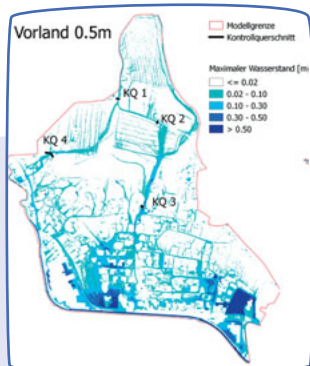 Vorland 0.5m
Modellgrenze
Kontrollquerschnitt
Maximaler Wasserstand [m]
<= 0.02
0.02 - 0.10
0.10 - 0.30
0.30 - 0.50
> 0.50
KQ 1
KQ 2
KQ 4
KQ 3